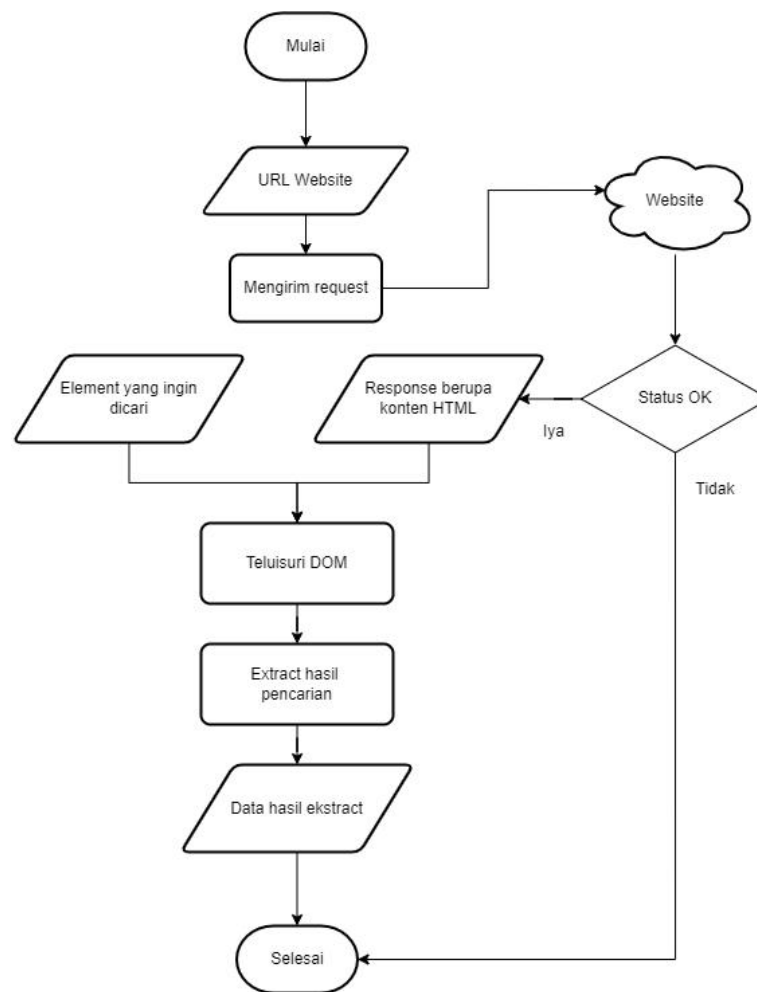 Mulai
URL Website
Website
Mengirim request
Element yang ingin
dicari
Response berupa
konten HTML
Status OK
Iya
Tidak
Teluisuri DOM
Extract hasil
pencarian
Data hasil ekstract
Selesai